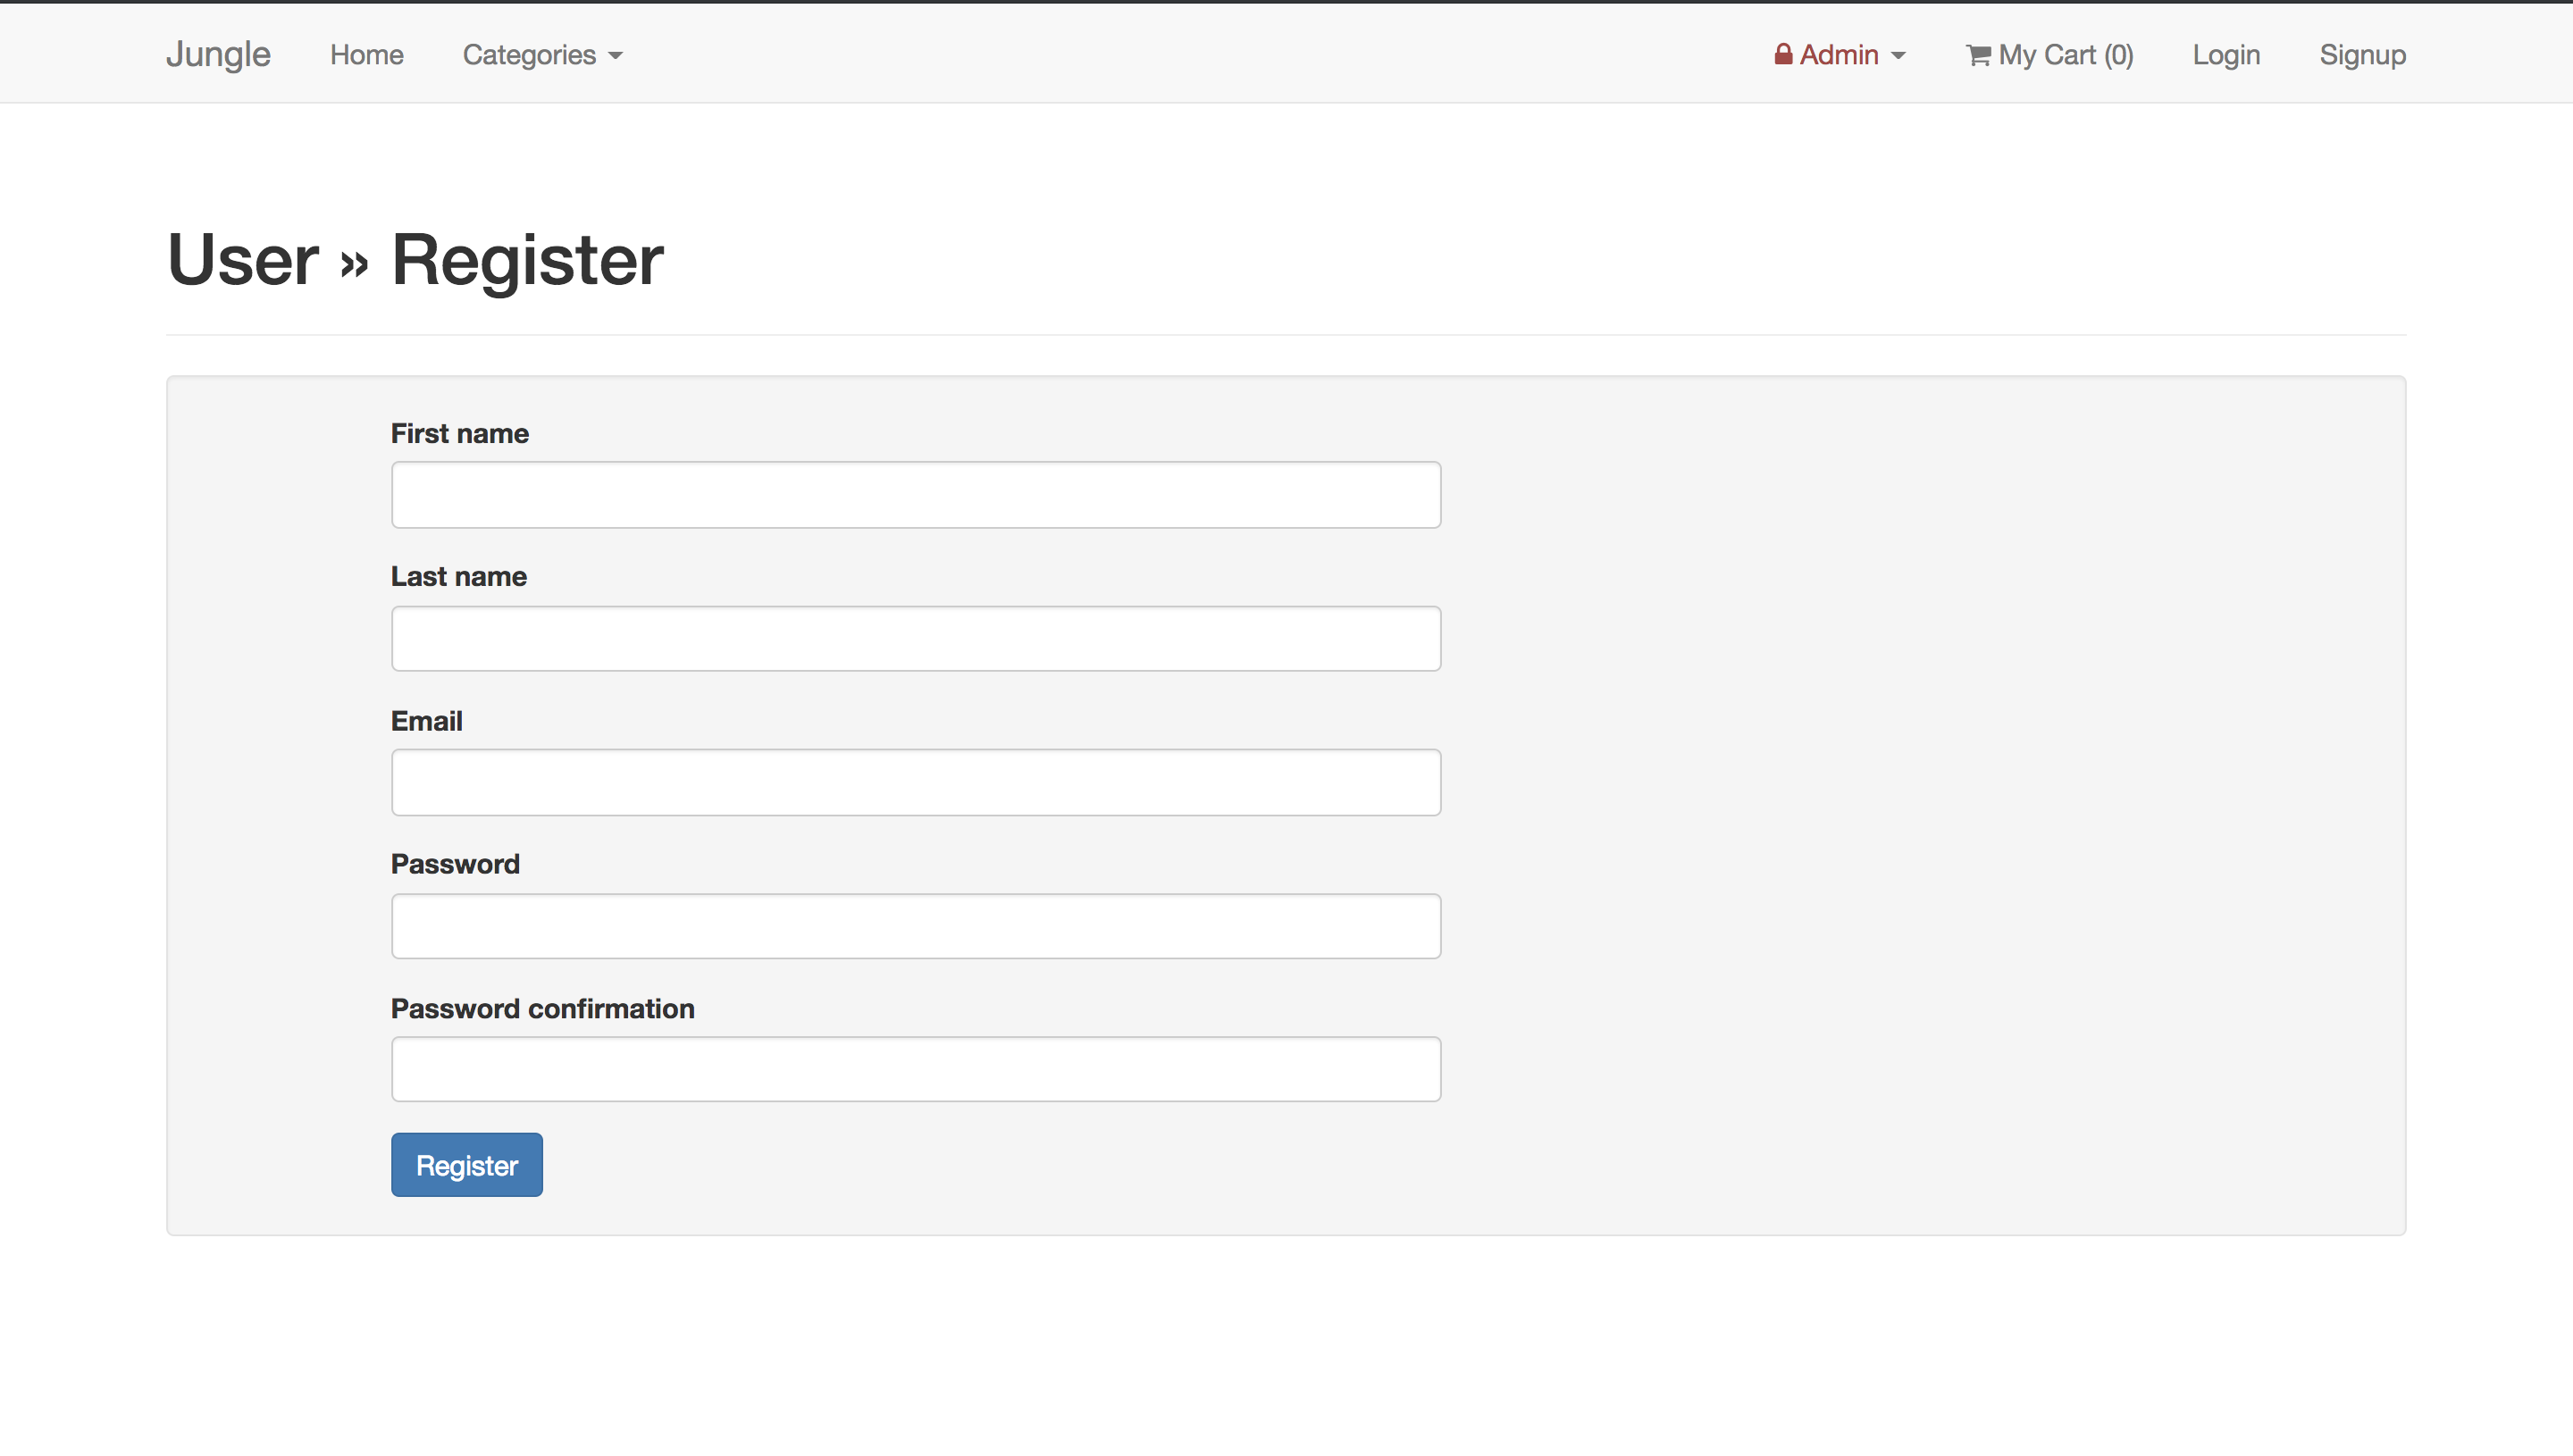 Jungle Home Categories Admin My Cart (0) Login Signup
User » Register
First name
Last name
Email
Password
Password confirmation
Register